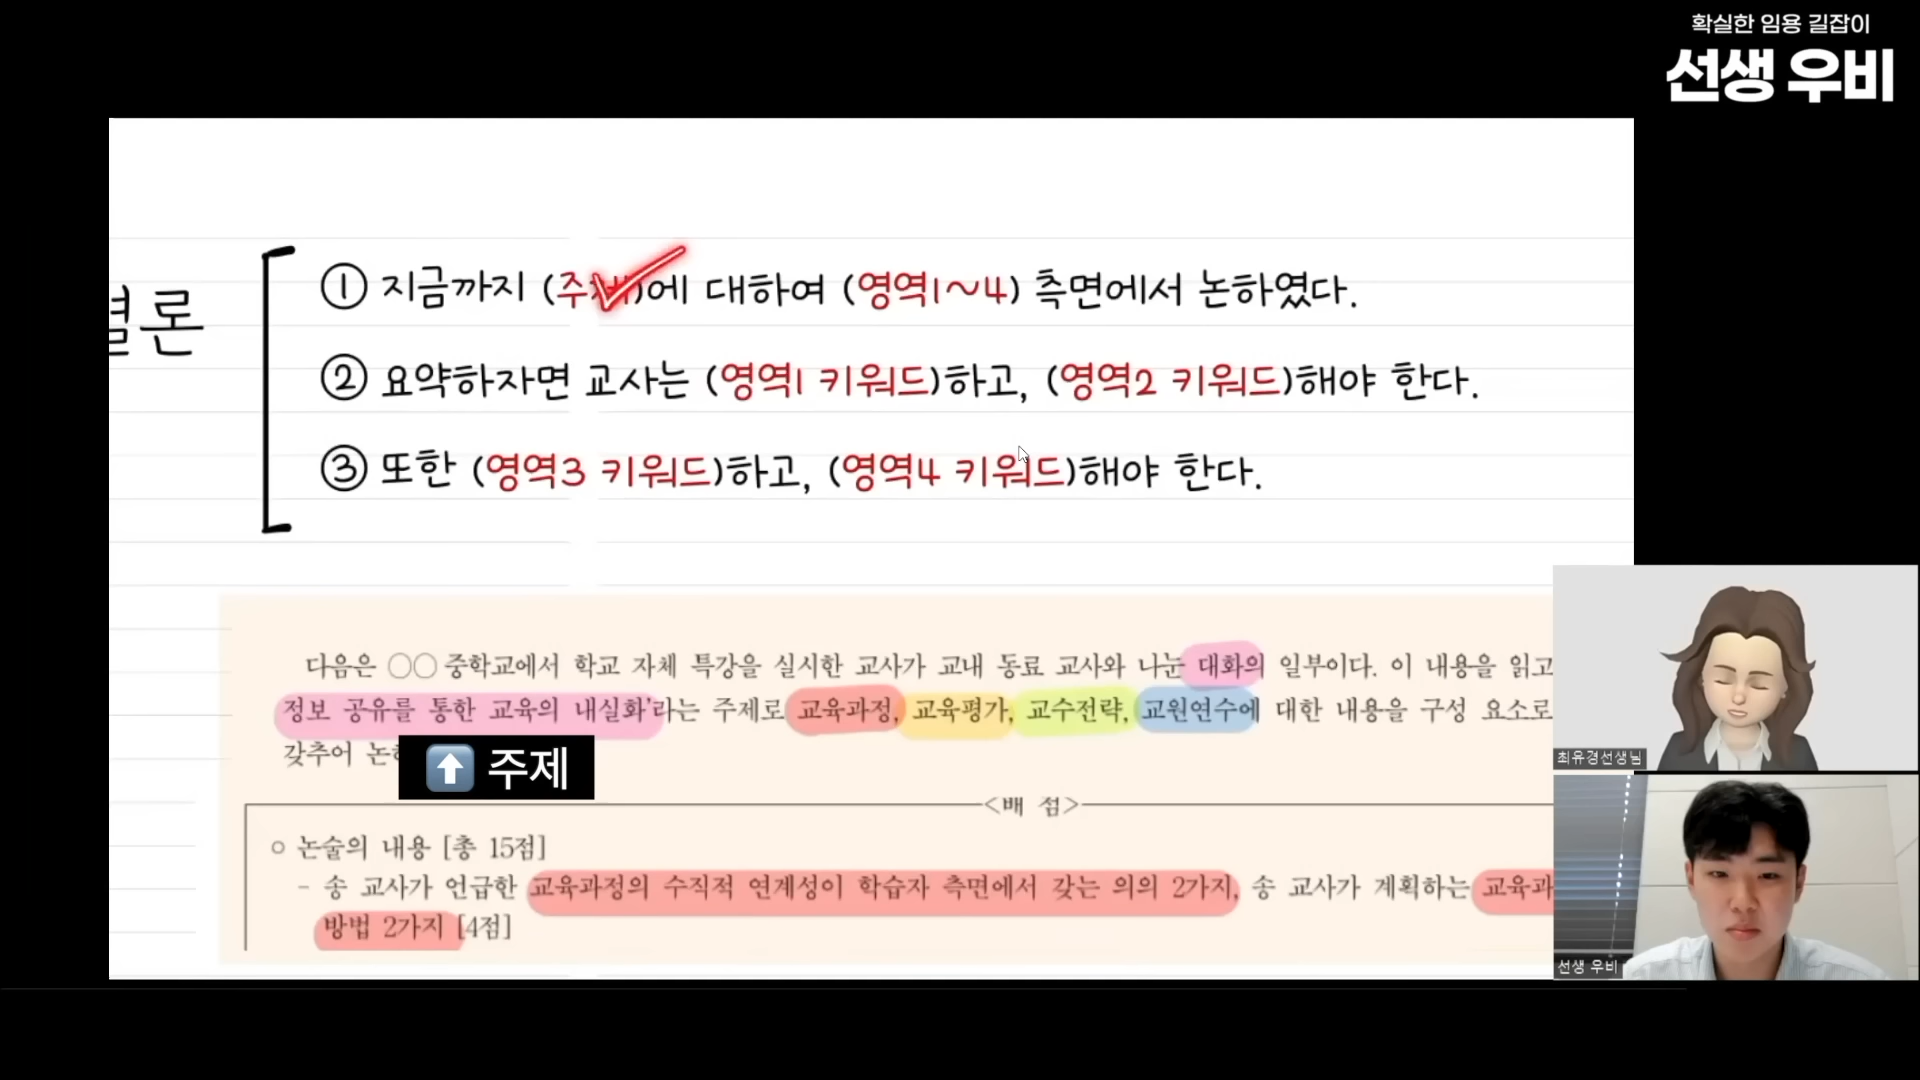 확실한 임용 길잡이
선생 우비
결론
① 지금까지 (주제)에 대하여 (영역1~4) 측면에서 논하였다.
② 요약하자면 교사는 (영역1 키워드)하고, (영역2 키워드)해야 한다.
③ 또한 (영역3 키워드)하고, (영역4 키워드)해야 한다.
다음은 ○○중학교에서 학교 자체 특강을 실시한 교사가 교내 동료 교사와 나눈 대화의 일부이다. 이 내용을 읽고
정보 공유를 통한 교육의 내실화'라는 주제로 교육과정, 교육평가, 교수전략, 교원연수에 대한 내용을 구성 요소로
갖추어 논하
⬆ 주제
<배 점>
○ 논술의 내용 [총 15점]
- 송 교사가 언급한 교육과정의 수직적 연계성이 학습자 측면에서 갖는 의의 2가지, 송 교사가 계획하는 교육과
방법 2가지 [4점]
최유경선생님
선생 우비